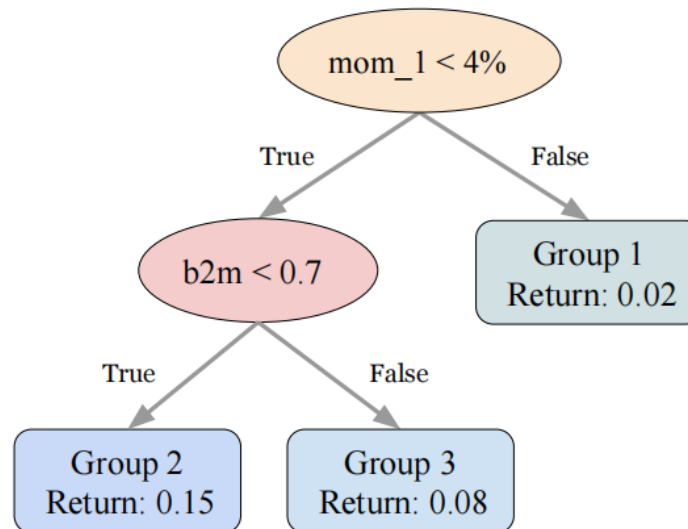 mom_1 < 4%
True
False
b2m < 0.7
Group 1
Return: 0.02
True
False
Group 2
Return: 0.15
Group 3
Return: 0.08